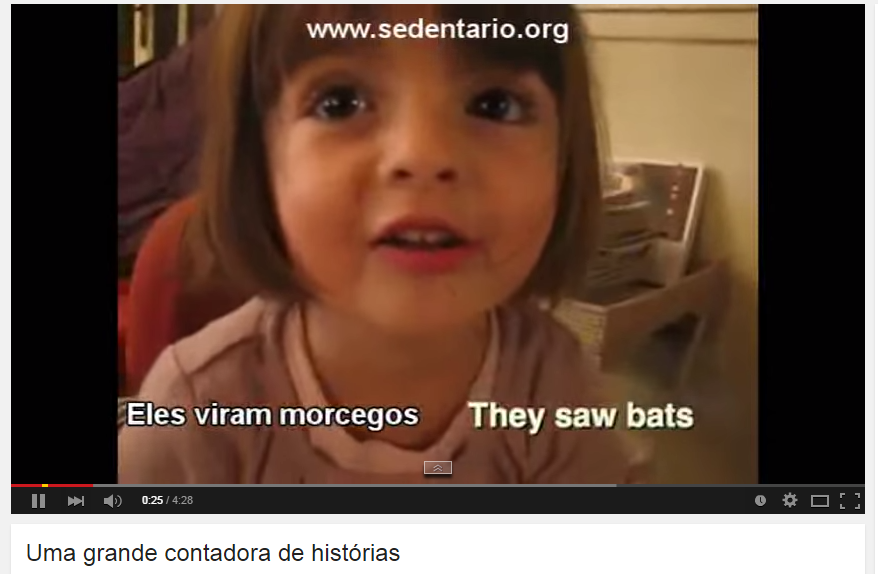 www.sedentario.org
Eles viram morcegos They saw bats
0:25 / 4:28
Uma grande contadora de histórias